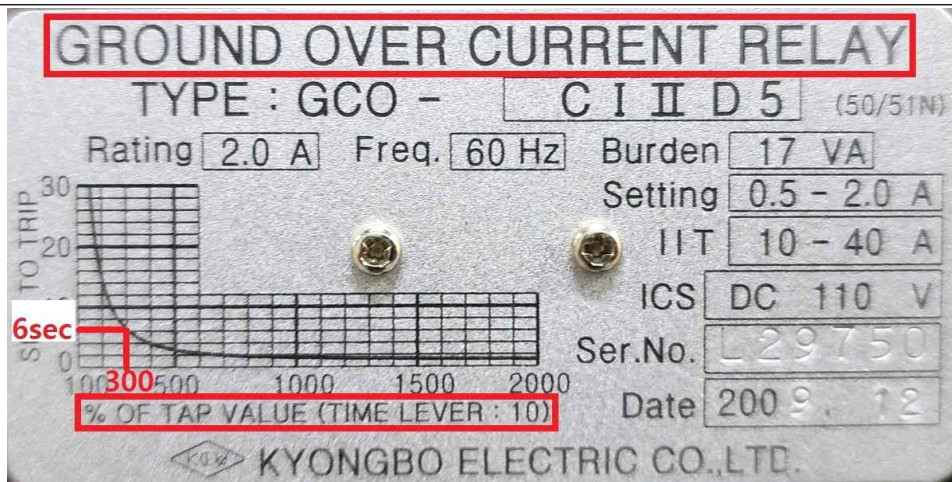 GROUND OVER CURRENT RELAY
TYPE : GCO - C I II D 5 (50/51N)
Rating 2.0 A Freq. 60 Hz Burden 17 VA
Setting 0.5 - 2.0 A
IIT 10 - 40 A
ICS DC 110 V
Ser.No. L29750
Date 2009. 12
30
20
TO TRIP
6sec
0
100 300 500 1000 1500 2000
% OF TAP VALUE (TIME LEVER : 10)
KYONGBO ELECTRIC CO.,LTD.